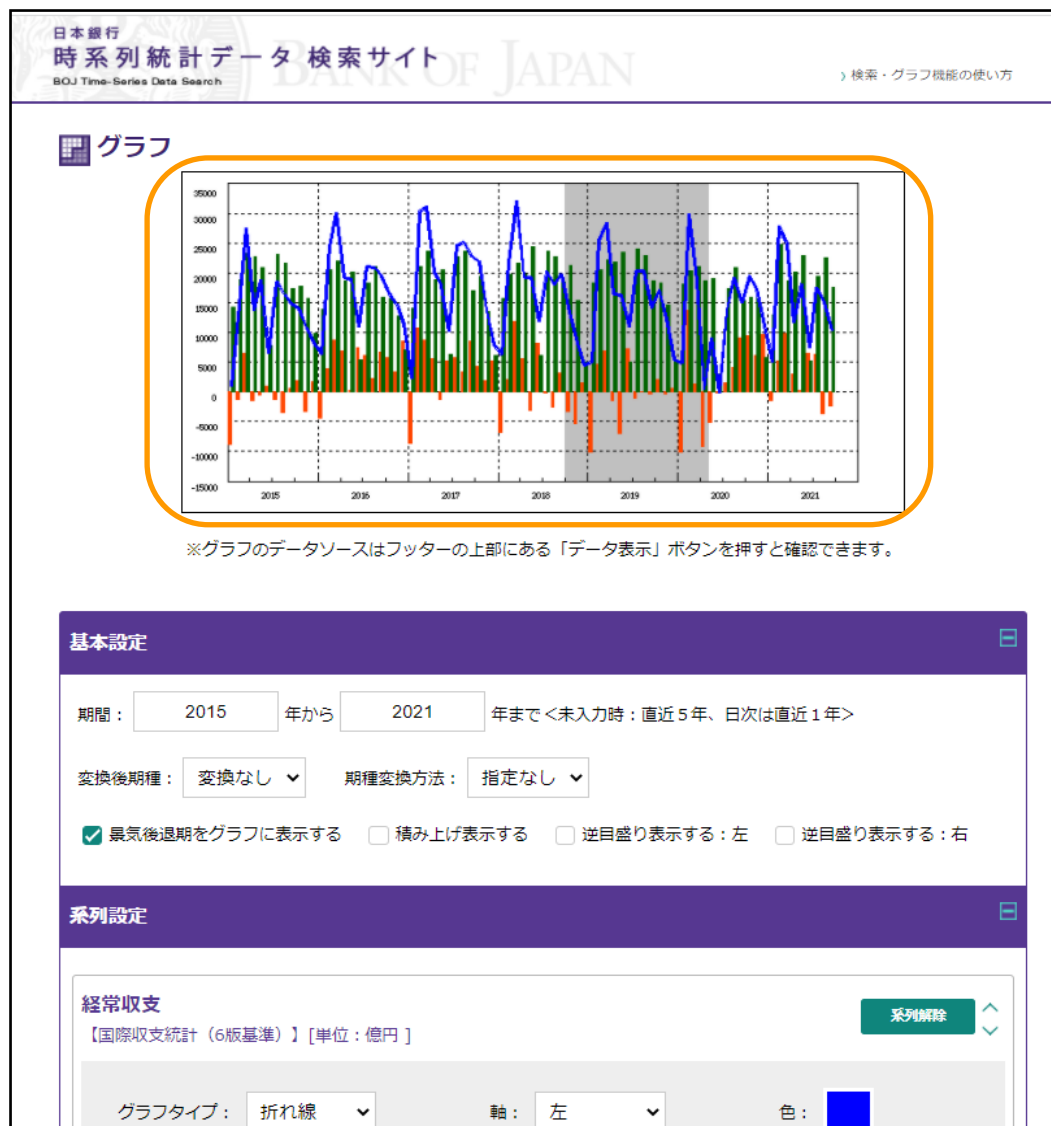 日本銀行
時系列統計データ 検索サイト
BOJ Time-Series Data Search
BANK OF JAPAN
検索・グラフ機能の使い方
グラフ
35000
30000
25000
20000
15000
10000
5000
0
-5000
-10000
-15000
2015 2016 2017 2018 2019 2020 2021
※グラフのデータソースはフッターの上部にある「データ表示」ボタンを押すと確認できます。
基本設定
期間： 2015 年から 2021 年まで＜未入力時：直近５年、日次は直近１年＞
変換後期種： 変換なし 期種変換方法： 指定なし
景気後退期をグラフに表示する 積み上げ表示する 逆目盛り表示する：左 逆目盛り表示する：右
系列設定
経常収支
系列解除
【国際収支統計（6版基準）】[単位：億円 ]
グラフタイプ： 折れ線 軸： 左 色：